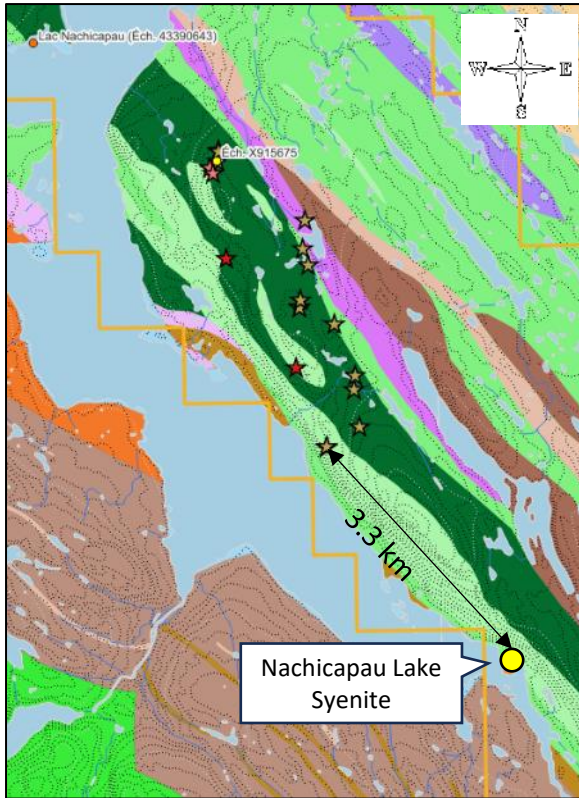 Lac Nachicapau (Éch. 43390643)
N
W E
S
Éch. X915675
3.3 km
Nachicapau Lake
Syenite